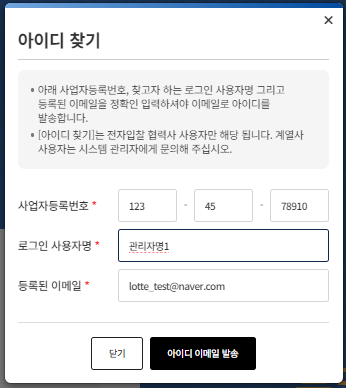 아이디 찾기
• 아래 사업자등록번호, 찾고자 하는 로그인 사용자명 그리고
등록된 이메일을 정확인 입력하셔야 이메일로 아이디를
발송합니다.
• [아이디 찾기]는 전자입찰 협력사 사용자만 해당 됩니다. 계열사
사용자는 시스템 관리자에게 문의해 주십시오.
사업자등록번호 * 123 - 45 - 78910
로그인 사용자명 * 관리자명1
등록된 이메일 * lotte_test@naver.com
닫기 아이디 이메일 발송